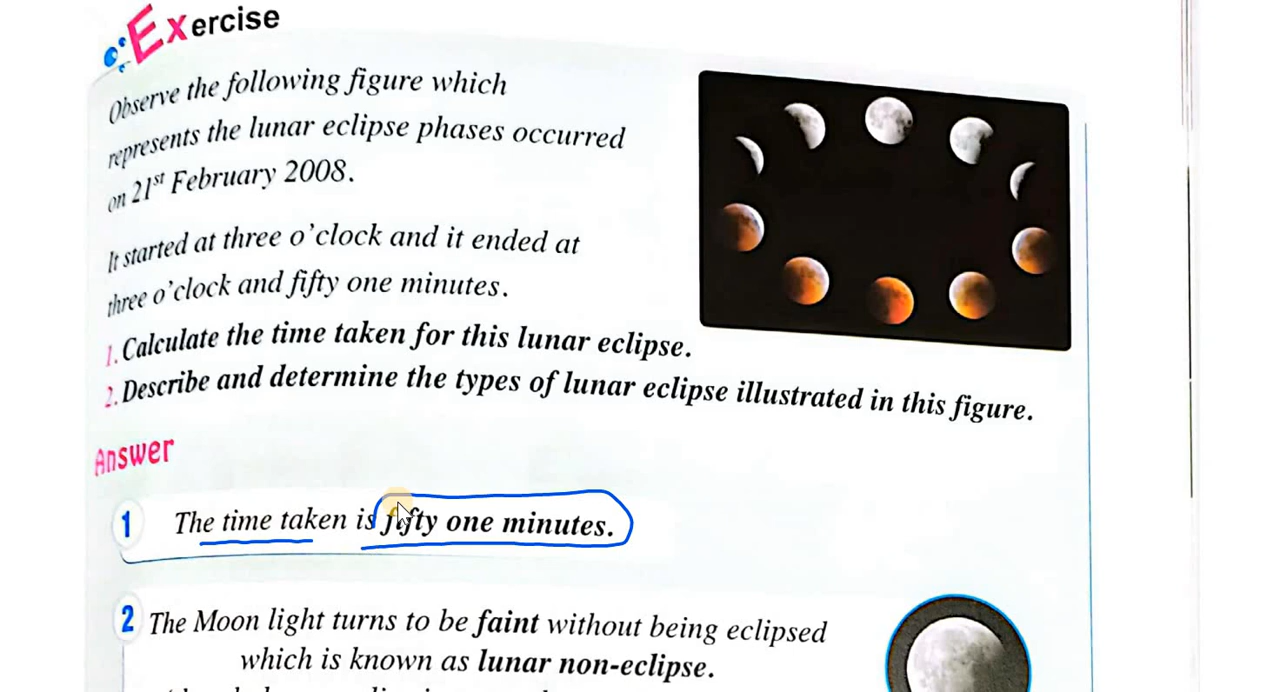 Exercise
Observe the following figure which
represents the lunar eclipse phases occurred
on 21st February 2008.
It started at three o'clock and it ended at
three o'clock and fifty one minutes.
1. Calculate the time taken for this lunar eclipse.
2. Describe and determine the types of lunar eclipse illustrated in this figure.
Answer
1 The time taken is fifty one minutes.
2 The Moon light turns to be faint without being eclipsed
which is known as lunar non-eclipse.